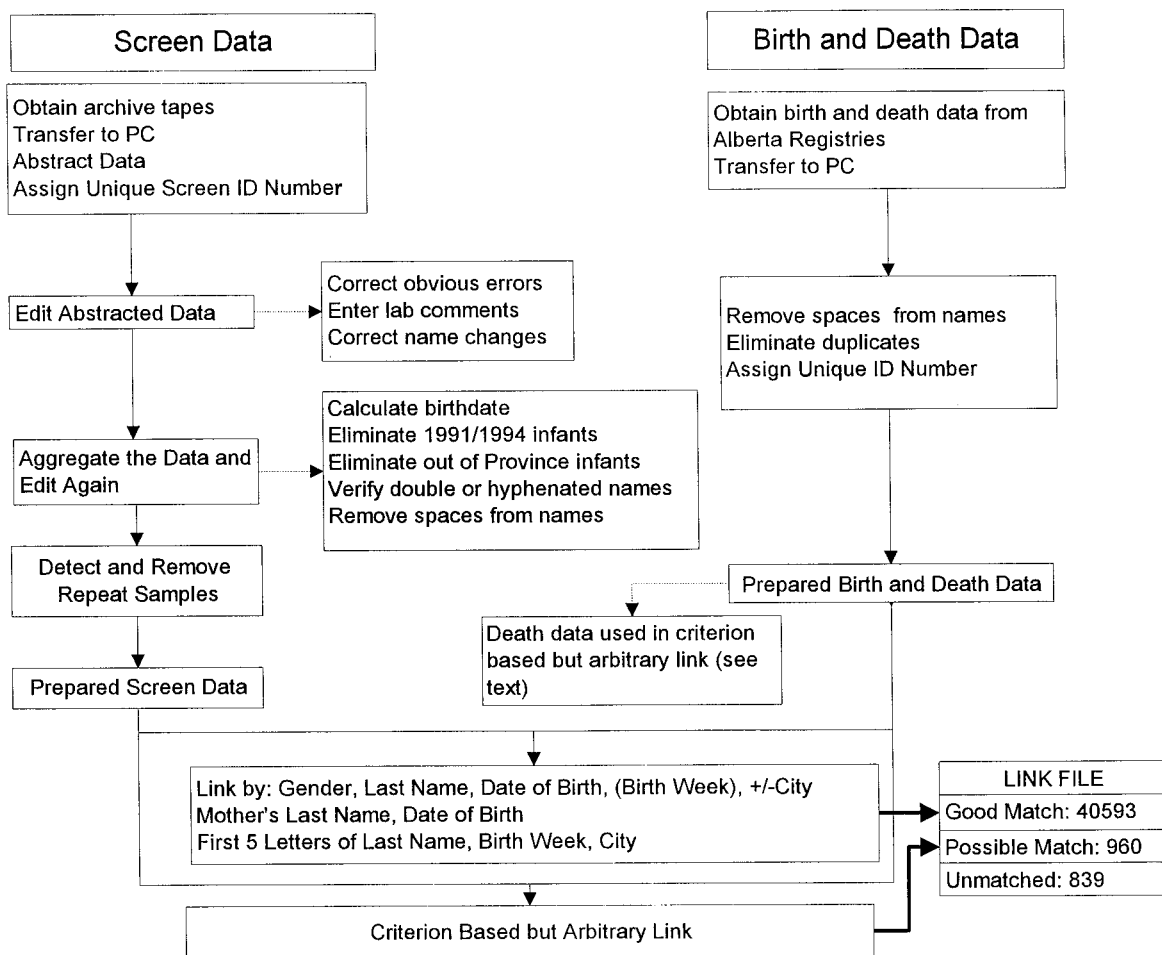 Screen Data
Birth and Death Data
Obtain archive tapes
Transfer to PC
Abstract Data
Assign Unique Screen ID Number
Obtain birth and death data from
Alberta Registries
Transfer to PC
Edit Abstracted Data
Correct obvious errors
Enter lab comments
Correct name changes
Remove spaces from names
Eliminate duplicates
Assign Unique ID Number
Aggregate the Data and
Edit Again
Calculate birthdate
Eliminate 1991/1994 infants
Eliminate out of Province infants
Verify double or hyphenated names
Remove spaces from names
Detect and Remove
Repeat Samples
Prepared Birth and Death Data
Death data used in criterion
based but arbitrary link (see
text)
Prepared Screen Data
Link by: Gender, Last Name, Date of Birth, (Birth Week), +/-City
Mother's Last Name, Date of Birth
First 5 Letters of Last Name, Birth Week, City
LINK FILE
Good Match: 40593
Possible Match: 960
Unmatched: 839
Criterion Based but Arbitrary Link